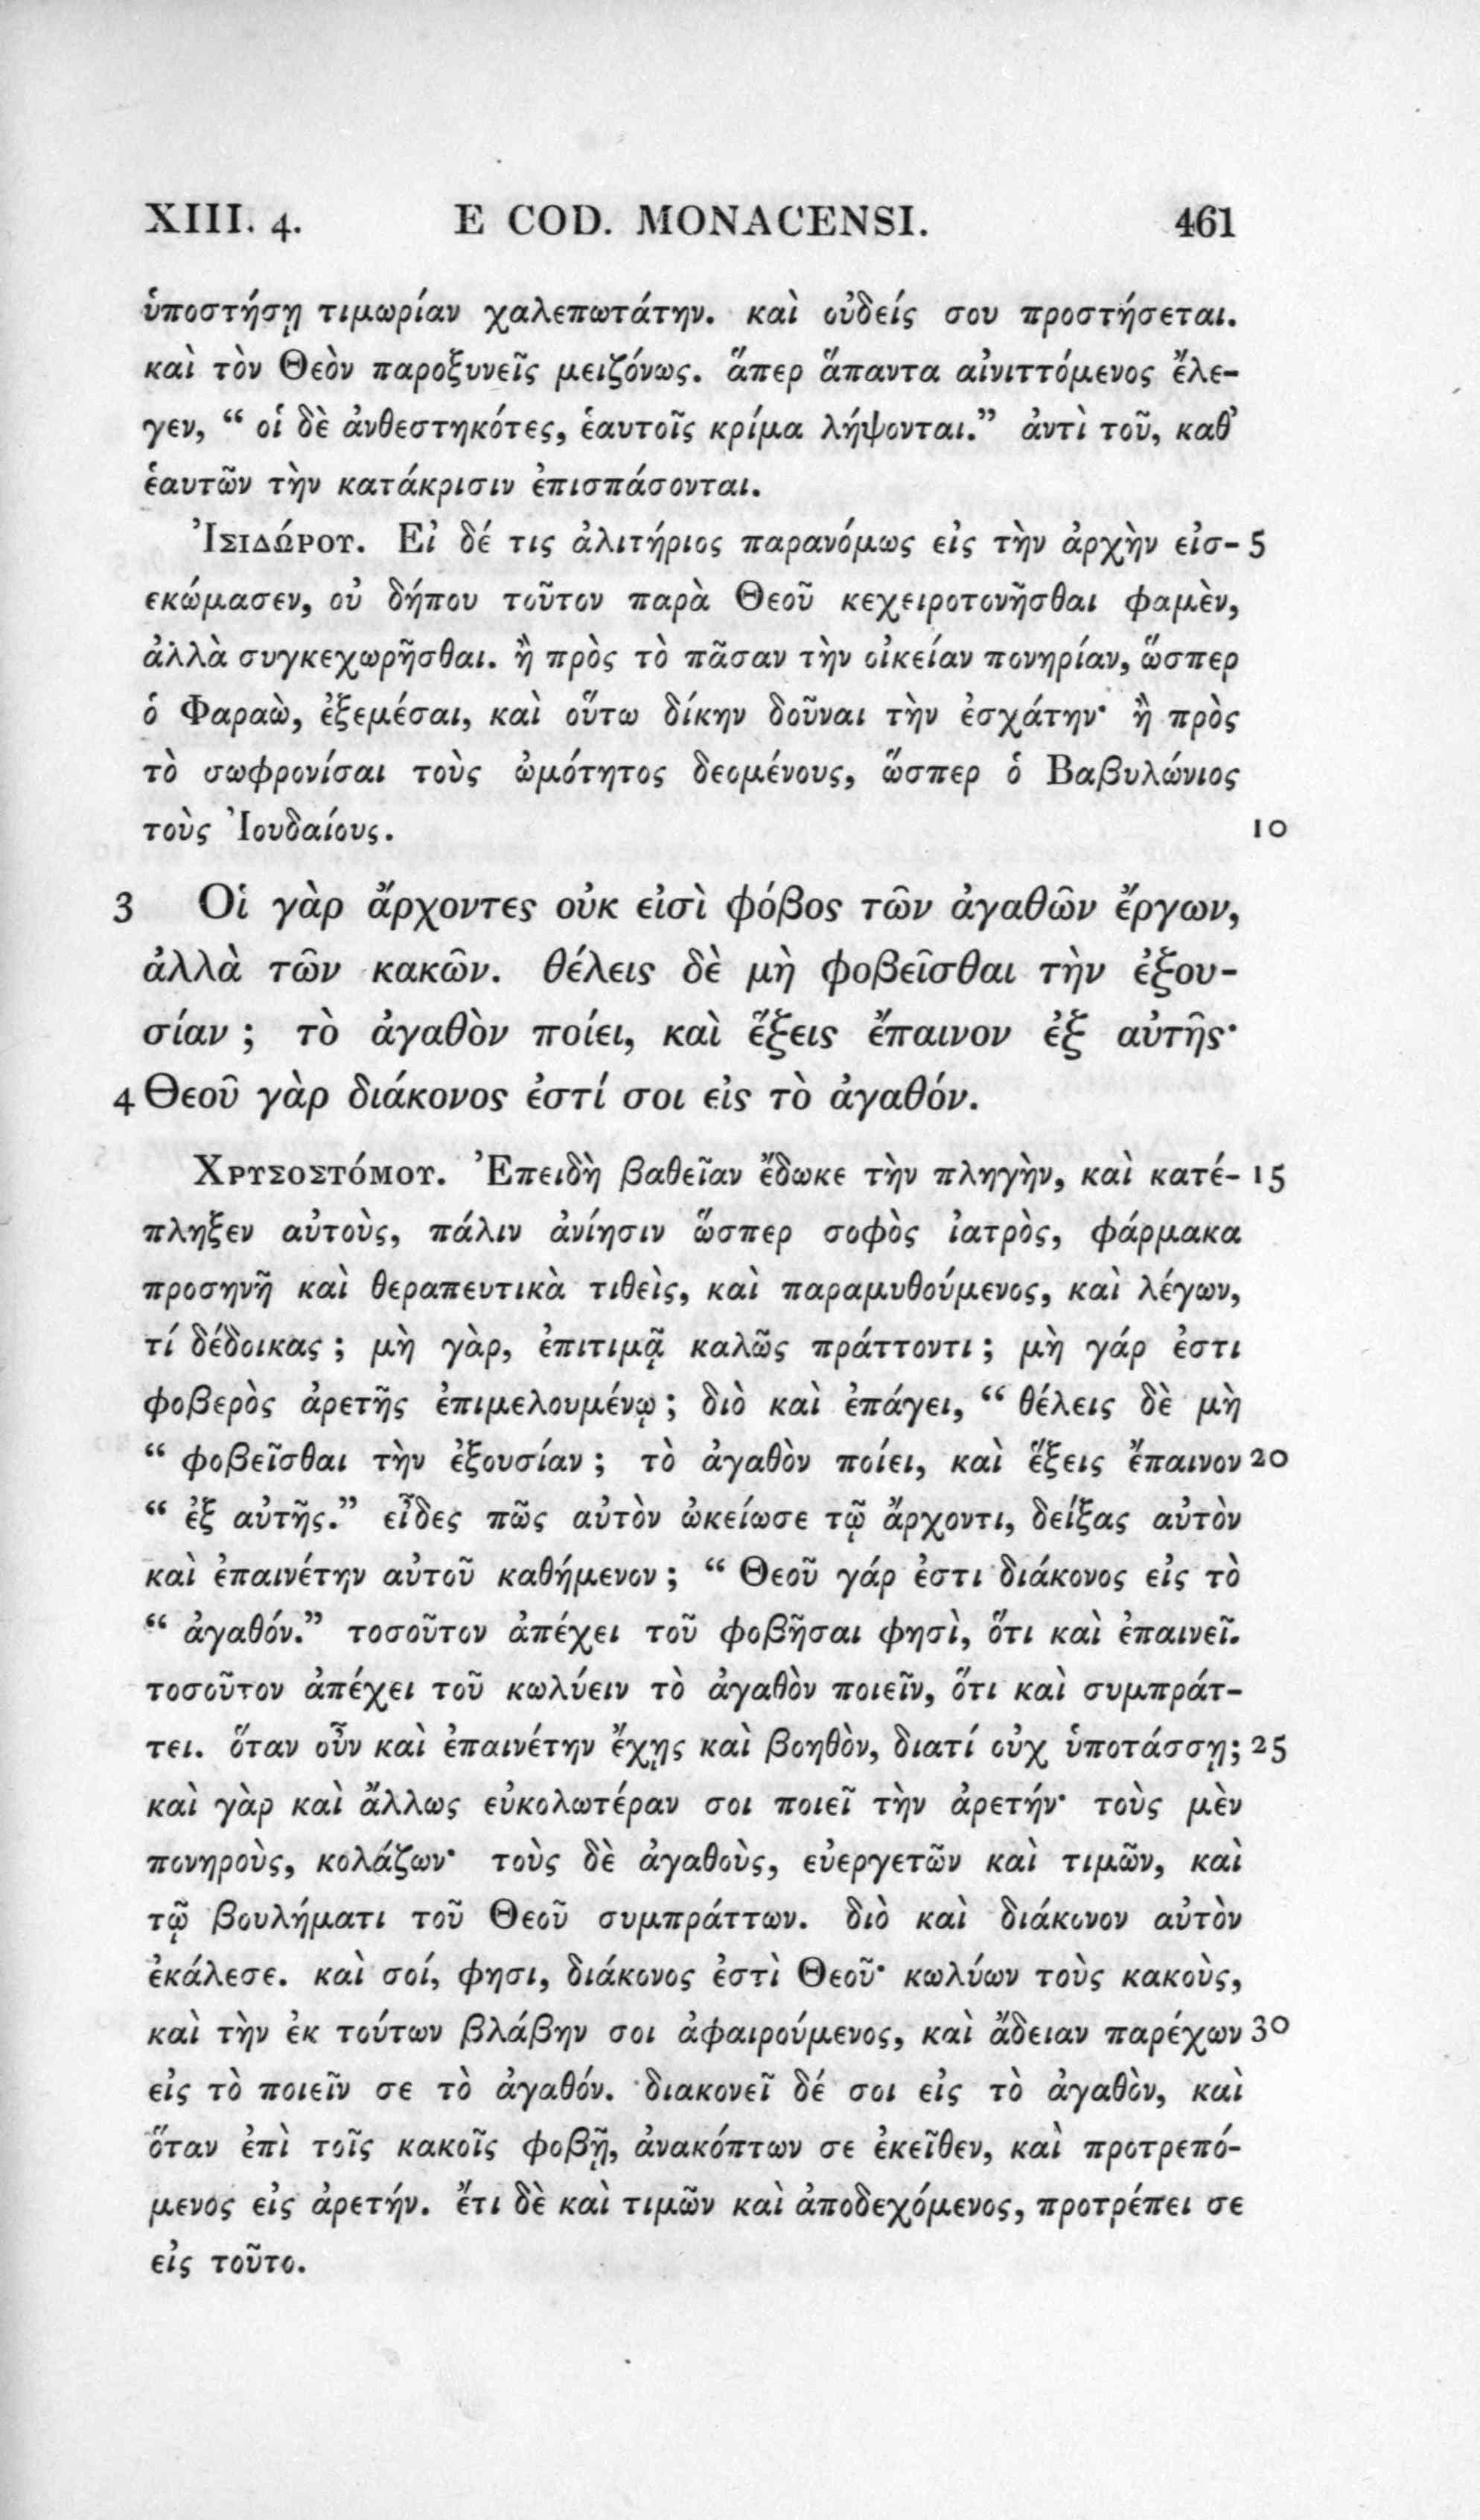 XIII. 4. E COD. MONACENSI. 461
ὑποστήσῃ τιμωρίαν χαλεπωτάτην. καὶ οὐδείς σου προστήσεται.
καὶ τὸν Θεὸν παροξυνεῖς μειζόνως. ἅπερ ἅπαντα αἰνιττόμενος ἔλε-
γεν, “ οἱ δὲ ἀνθεστηκότες, ἑαυτοῖς κρίμα λήψονται.” ἀντὶ τοῦ, καθ’
ἑαυτῶν τὴν κατάκρισιν ἐπισπάσονται.
ἸΣΙΔΏΡΟΥ. Εἰ δέ τις ἀλιτήριος παρανόμως εἰς τὴν ἀρχὴν εἰσ- 5
εκώμασεν, οὐ δήπου τοῦτον παρὰ Θεοῦ κεχειροτονῆσθαι φαμὲν,
ἀλλὰ συγκεχωρῆσθαι. ἢ πρὸς τὸ πᾶσαν τὴν οἰκείαν πονηρίαν, ὥσπερ
ὁ Φαραὼ, ἐξεμέσαι, καὶ οὕτω δίκην δοῦναι τὴν ἐσχάτην· ἢ πρὸς
τὸ σωφρονίσαι τοὺς ὠμότητος δεομένους, ὥσπερ ὁ Βαβυλώνιος
τοὺς Ἰουδαίους. 10
3 Οἱ γὰρ ἄρχοντες οὐκ εἰσὶ φόβος τῶν ἀγαθῶν ἔργων,
ἀλλὰ τῶν κακῶν. θέλεις δὲ μὴ φοβεῖσθαι τὴν ἐξου-
σίαν ; τὸ ἀγαθὸν ποίει, καὶ ἕξεις ἔπαινον ἐξ αὐτῆς·
4 Θεοῦ γὰρ διάκονος ἐστί σοι εἰς τὸ ἀγαθόν.
ΧΡΥΣΟΣΤΌΜΟΥ. Ἐπειδὴ βαθεῖαν ἔδωκε τὴν πληγὴν, καὶ κατέ- 15
πληξεν αὐτοὺς, πάλιν ἀνίησιν ὥσπερ σοφὸς ἰατρὸς, φάρμακα
προσηνῆ καὶ θεραπευτικὰ τιθεὶς, καὶ παραμυθούμενος, καὶ λέγων,
τί δέδοικας ; μὴ γὰρ, ἐπιτιμᾷ καλῶς πράττοντι ; μὴ γάρ ἐστι
φοβερὸς ἀρετῆς ἐπιμελουμένῳ ; διὸ καὶ ἐπάγει, “ θέλεις δὲ μὴ
“ φοβεῖσθαι τὴν ἐξουσίαν ; τὸ ἀγαθὸν ποίει, καὶ ἕξεις ἔπαινον 20
“ ἐξ αὐτῆς.” εἶδες πῶς αὐτὸν ᾠκείωσε τῷ ἄρχοντι, δείξας αὐτὸν
καὶ ἐπαινέτην αὐτοῦ καθήμενον ; “ Θεοῦ γάρ ἐστι διάκονος εἰς τὸ
“ ἀγαθόν.” τοσοῦτον ἀπέχει τοῦ φοβῆσαι φησὶ, ὅτι καὶ ἐπαινεῖ.
τοσοῦτον ἀπέχει τοῦ κωλύειν τὸ ἀγαθὸν ποιεῖν, ὅτι καὶ συμπράτ-
τει. ὅταν οὖν καὶ ἐπαινέτην ἔχῃς καὶ βοηθὸν, διατί οὐχ ὑποτάσσῃ; 25
καὶ γὰρ καὶ ἄλλως εὐκολωτέραν σοι ποιεῖ τὴν ἀρετήν· τοὺς μὲν
πονηροὺς, κολάζων· τοὺς δὲ ἀγαθοὺς, εὐεργετῶν καὶ τιμῶν, καὶ
τῷ βουλήματι τοῦ Θεοῦ συμπράττων. διὸ καὶ διάκονον αὐτὸν
ἐκάλεσε. καὶ σοί, φησι, διάκονος ἐστὶ Θεοῦ· κωλύων τοὺς κακοὺς,
καὶ τὴν ἐκ τούτων βλάβην σοι ἀφαιρούμενος, καὶ ἄδειαν παρέχων 30
εἰς τὸ ποιεῖν σε τὸ ἀγαθόν. διακονεῖ δέ σοι εἰς τὸ ἀγαθὸν, καὶ
ὅταν ἐπὶ τοῖς κακοῖς φοβῇ, ἀνακόπτων σε ἐκεῖθεν, καὶ προτρεπό-
μενος εἰς ἀρετήν. ἔτι δὲ καὶ τιμῶν καὶ ἀποδεχόμενος, προτρέπει σε
εἰς τοῦτο.